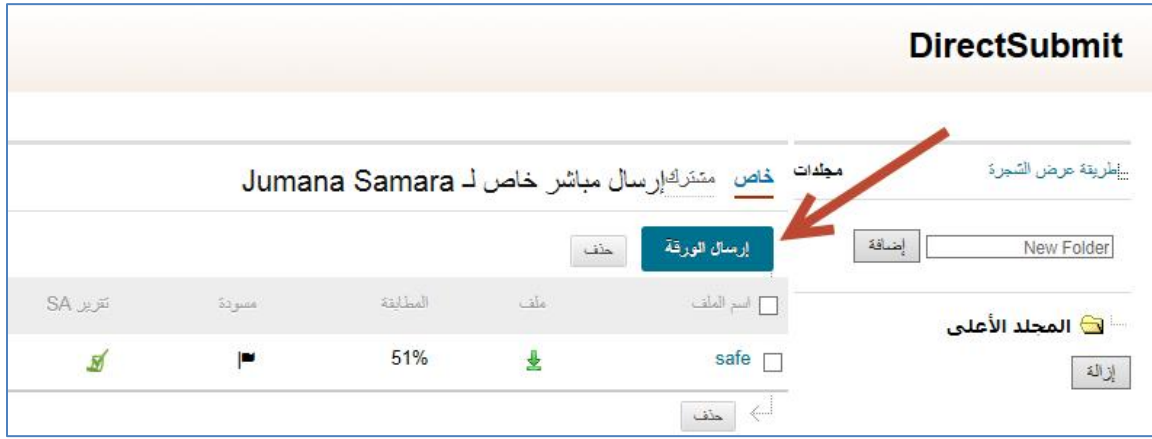 DirectSubmit
طريقة عرض الشجرة
مجلدات
خاص مشترك إرسال مباشر خاص لـ Jumana Samara
New Folder إضافة
إرسال الورقة حذف
اسم الملف ملف المطابقة مسودة تقرير SA
المجلد الأعلى
safe 51%
إزالة
حذف